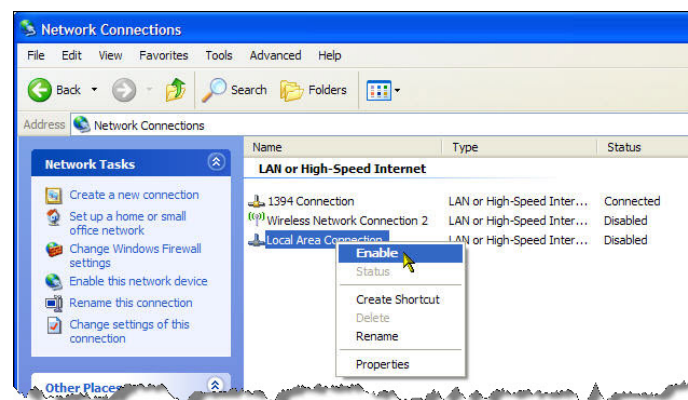 Network Connections
File Edit View Favorites Tools Advanced Help
Back Search Folders
Address Network Connections
Name Type Status
Network Tasks
LAN or High-Speed Internet
Create a new connection
Set up a home or small
office network
Change Windows Firewall
settings
Enable this network device
Rename this connection
Change settings of this
connection
Other Places
1394 Connection LAN or High-Speed Inter... Connected
Wireless Network Connection 2 LAN or High-Speed Inter... Disabled
Local Area Connection LAN or High-Speed Inter... Disabled
Enable
Status
Create Shortcut
Delete
Rename
Properties